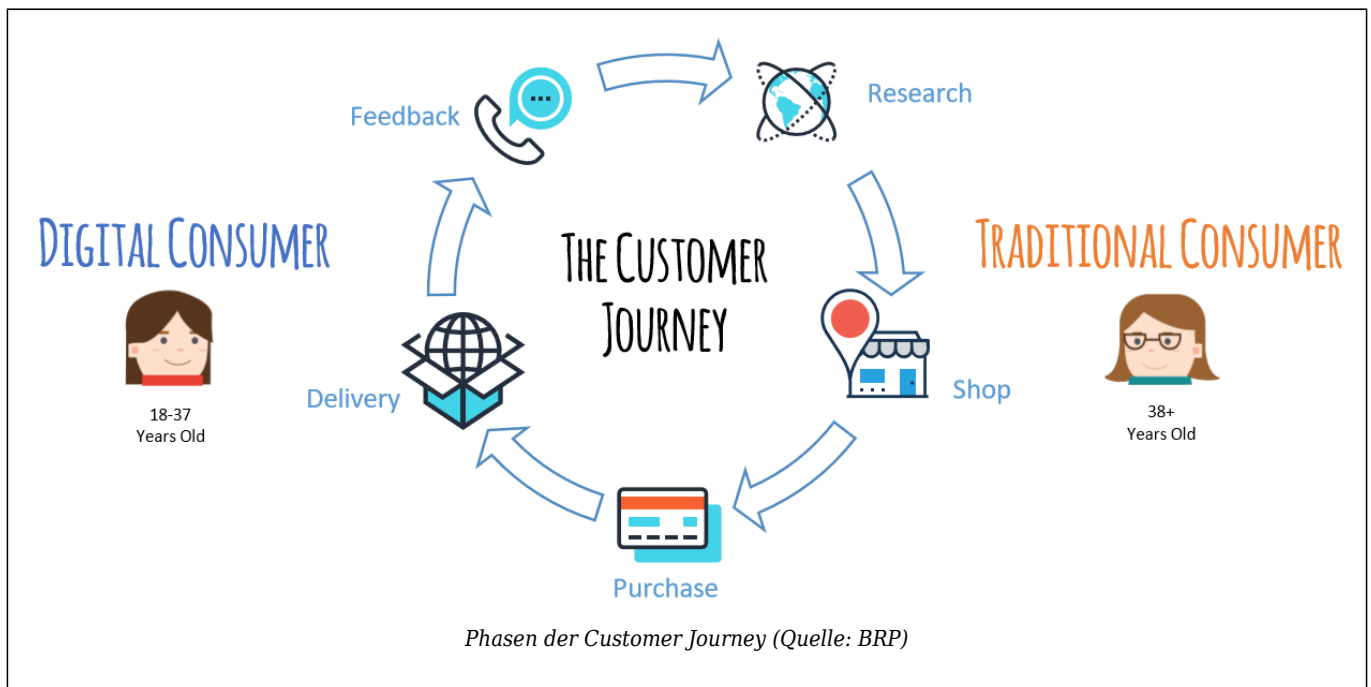 Feedback
Research
DIGITAL CONSUMER
THE CUSTOMER
JOURNEY
TRADITIONAL CONSUMER
Delivery
Shop
18-37
Years Old
38+
Years Old
Purchase
Phasen der Customer Journey (Quelle: BRP)